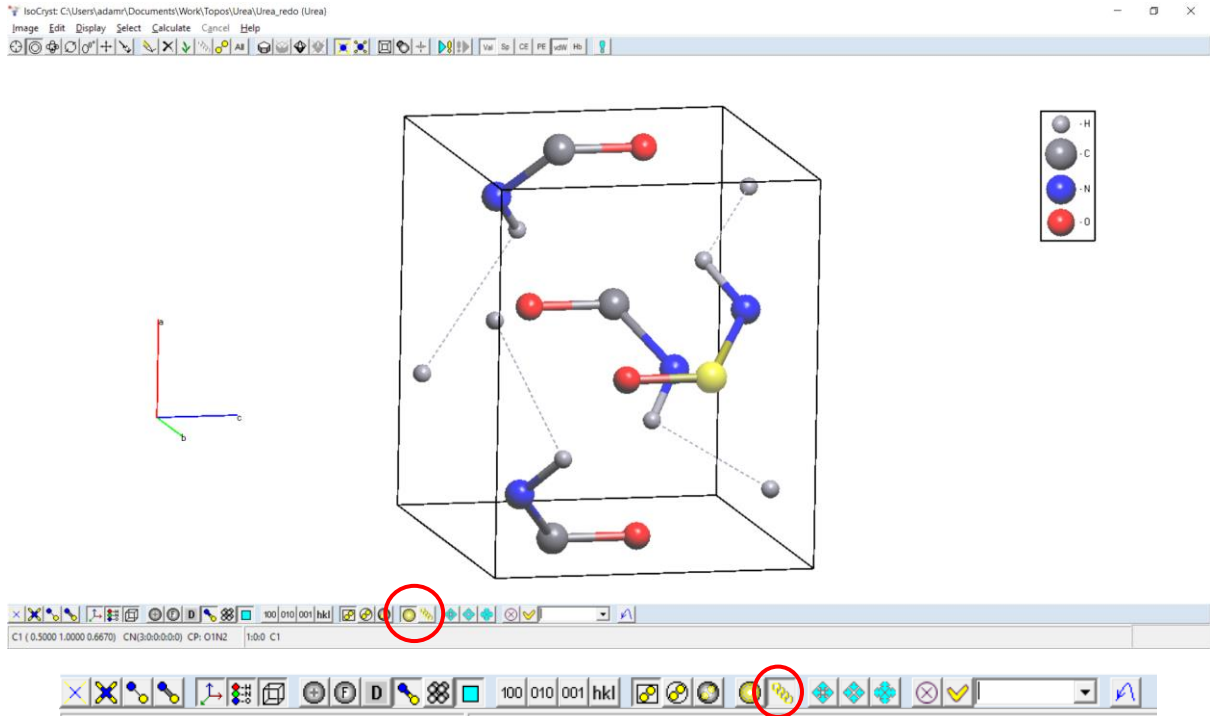 IsoCryst: C:\Users\adamr\Documents\Work\Topos\Urea\Urea_redo (Urea)
Image Edit Display Select Calculate Cancel Help
All Val Sp CE PE vdW Hb
- H
- C
- N
- O
a
c
b
F D 100 010 001 hkl
C1 ( 0.5000 1.0000 0.6670) CN(3:0:0:0:0:0) CP: O1N2 1:0:0 C1
F D 100 010 001 hkl